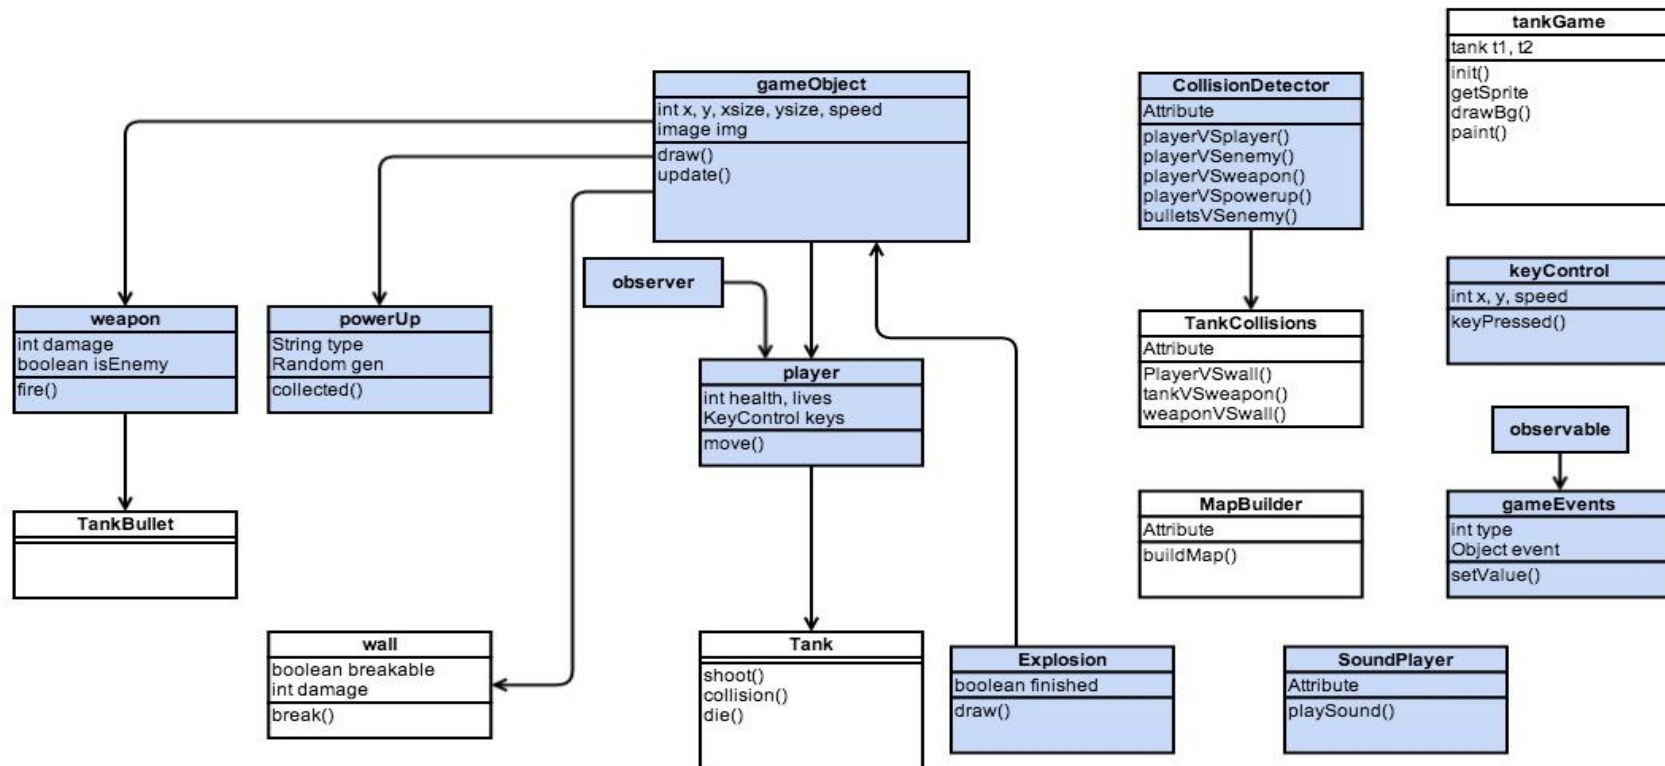 tankGame
tank t1, t2
init()
getSprite
drawBg()
paint()
gameObject
int x, y, xsize, ysize, speed
image img
draw()
update()
CollisionDetector
Attribute
playerVSplayer()
playerVSenemy()
playerVSweapon()
playerVSpowerup()
bulletsVSenemy()
observer
keyControl
int x, y, speed
keyPressed()
weapon
int damage
boolean isEnemy
fire()
powerUp
String type
Random gen
collected()
player
int health, lives
KeyControl keys
move()
TankCollisions
Attribute
PlayerVSwall()
tankVSweapon()
weaponVSwall()
observable
TankBullet
MapBuilder
Attribute
buildMap()
gameEvents
int type
Object event
setValue()
wall
boolean breakable
int damage
break()
Tank
shoot()
collision()
die()
Explosion
boolean finished
draw()
SoundPlayer
Attribute
playSound()